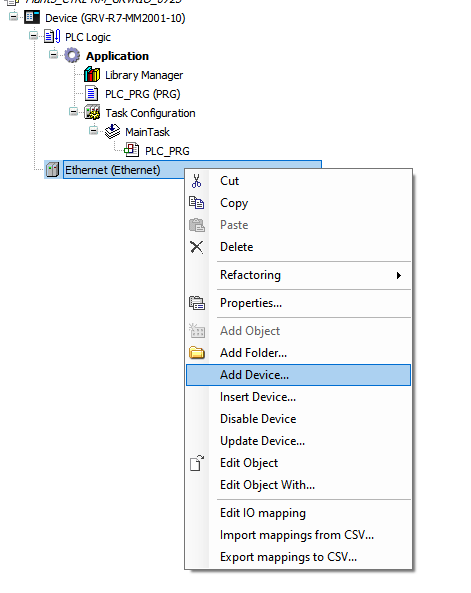 Device (GRV-R7-MM2001-10)
PLC Logic
Application
Library Manager
PLC_PRG (PRG)
Task Configuration
MainTask
PLC_PRG
Ethernet (Ethernet)
Cut
Copy
Paste
Delete
Refactoring
Properties...
Add Object
Add Folder...
Add Device...
Insert Device...
Disable Device
Update Device...
Edit Object
Edit Object With...
Edit IO mapping
Import mappings from CSV...
Export mappings to CSV...